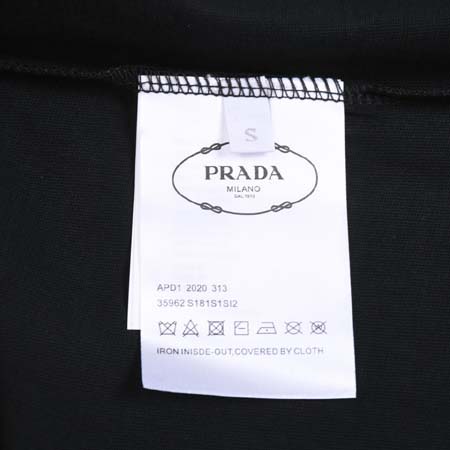 S
PRADA
MILANO
DAL 1913
APD1 2020 313
35962 S181S1SI2
IRON INISDE-OUT,COVERED BY CLOTH